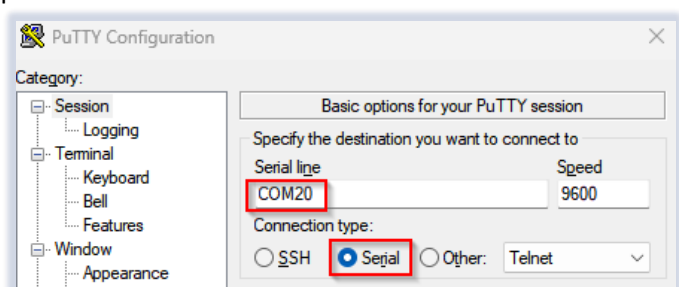 PuTTY Configuration
Category:
Session
Logging
Terminal
Keyboard
Bell
Features
Window
Appearance
Basic options for your PuTTY session
Specify the destination you want to connect to
Serial line Speed
COM20 9600
Connection type:
SSH Serial Other: Telnet